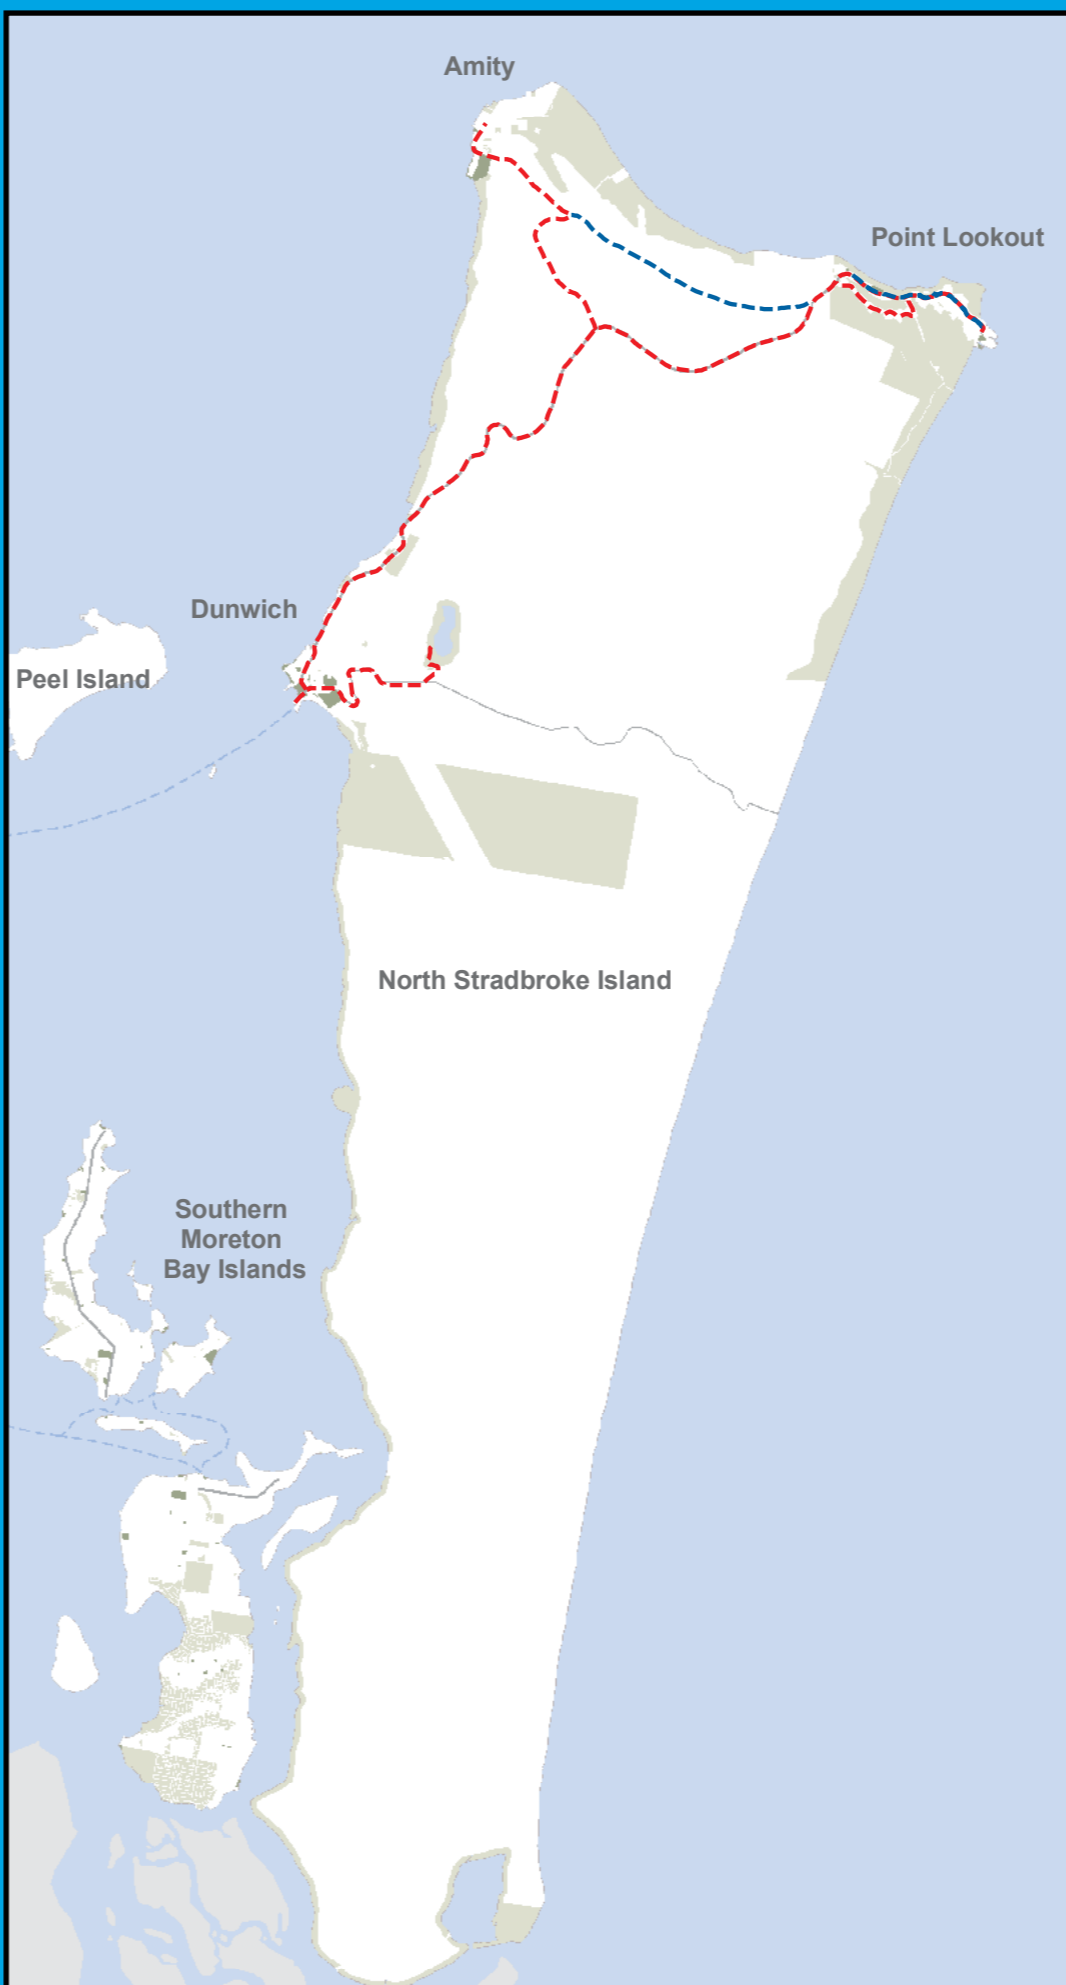 Amity
Point Lookout
Dunwich
Peel Island
North Stradbroke Island
Southern
Moreton
Bay Islands